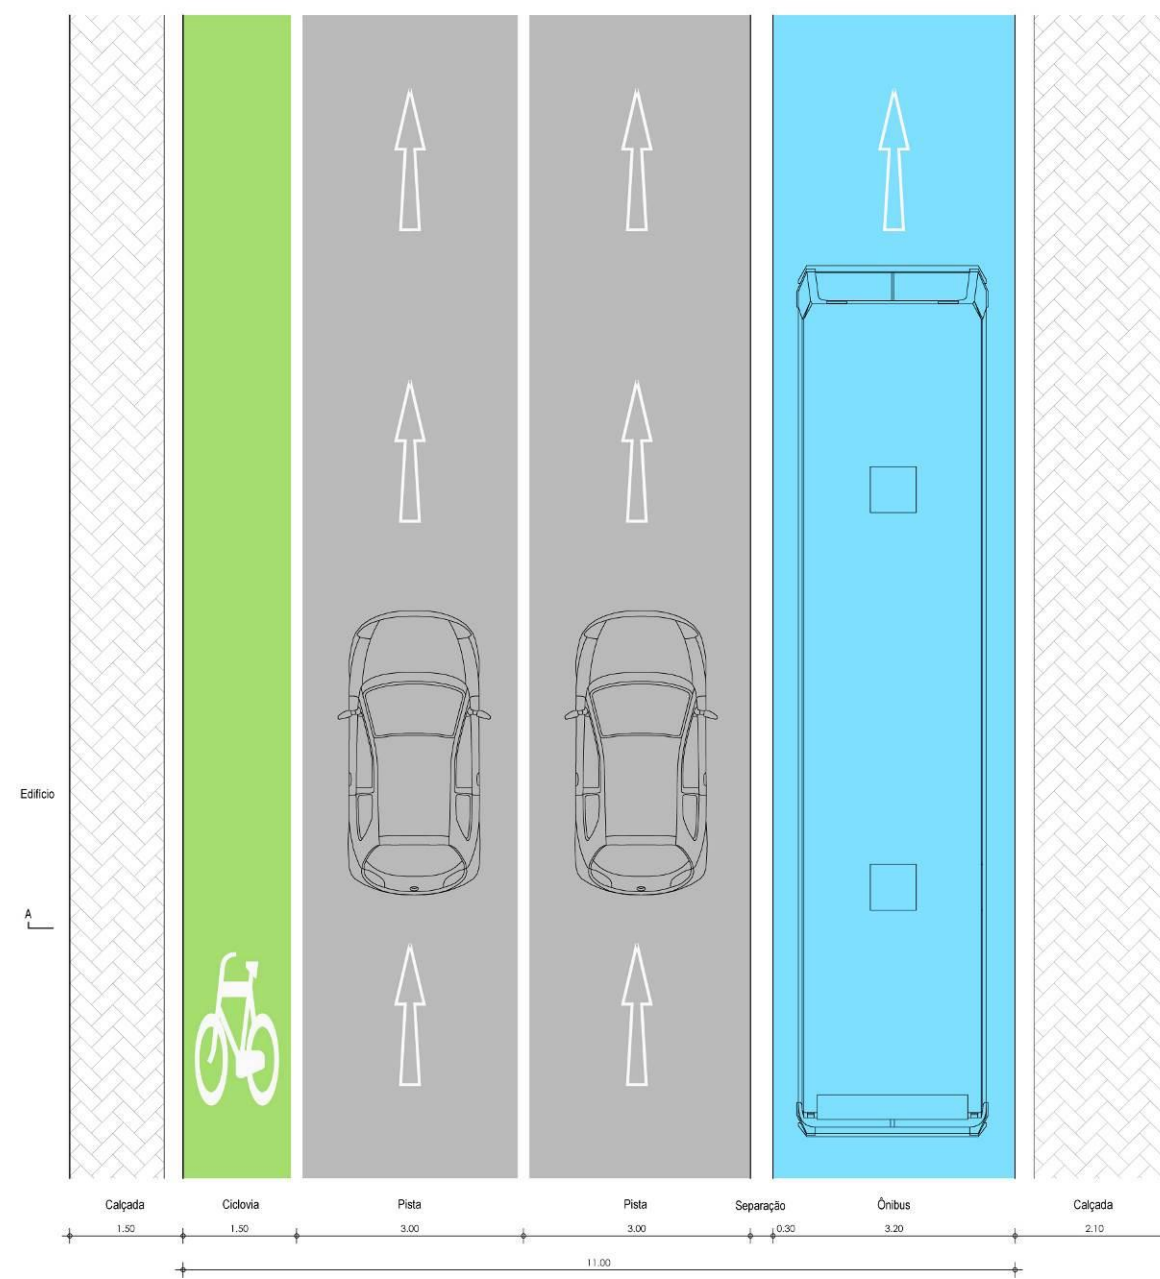 Edifício
A
Calçada Ciclovia Pista Pista Separação Ônibus Calçada
1.50 1.50 3.00 3.00 0.30 3.20 2.10
11.00